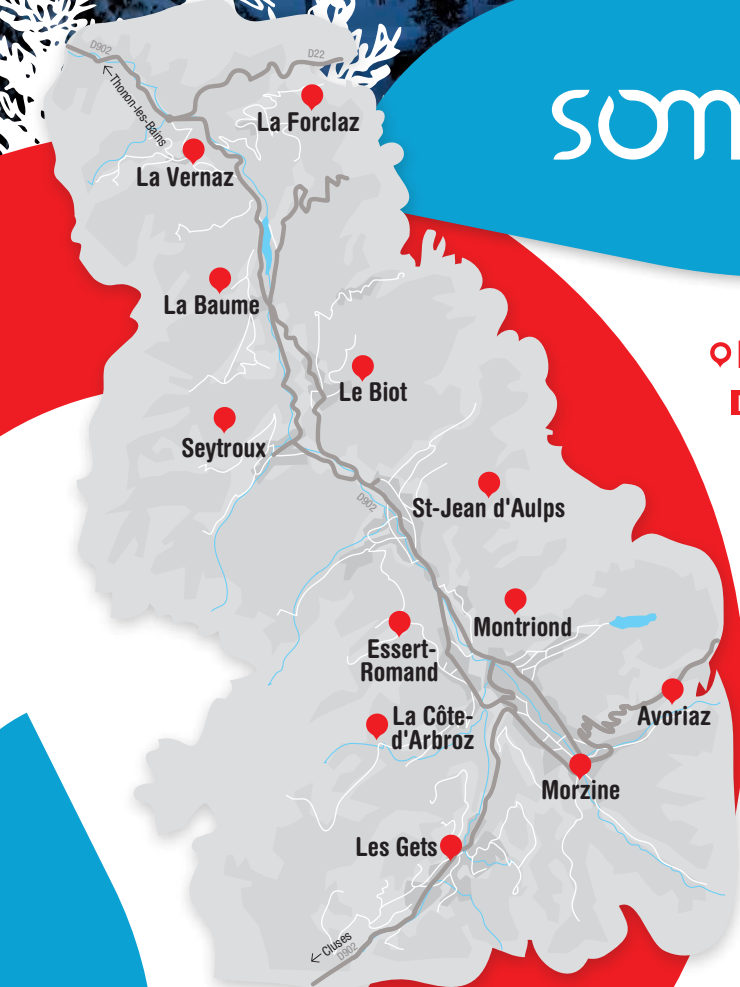 D902
D22
←Thonon-les-Bains
La Forclaz
som
La Vernaz
La Baume
Le Biot
Seytroux
D902
St-Jean d'Aulps
Montriond
Essert-
Romand
Avoriaz
La Côte-
d'Arbroz
Morzine
Les Gets
←Cluses
D902